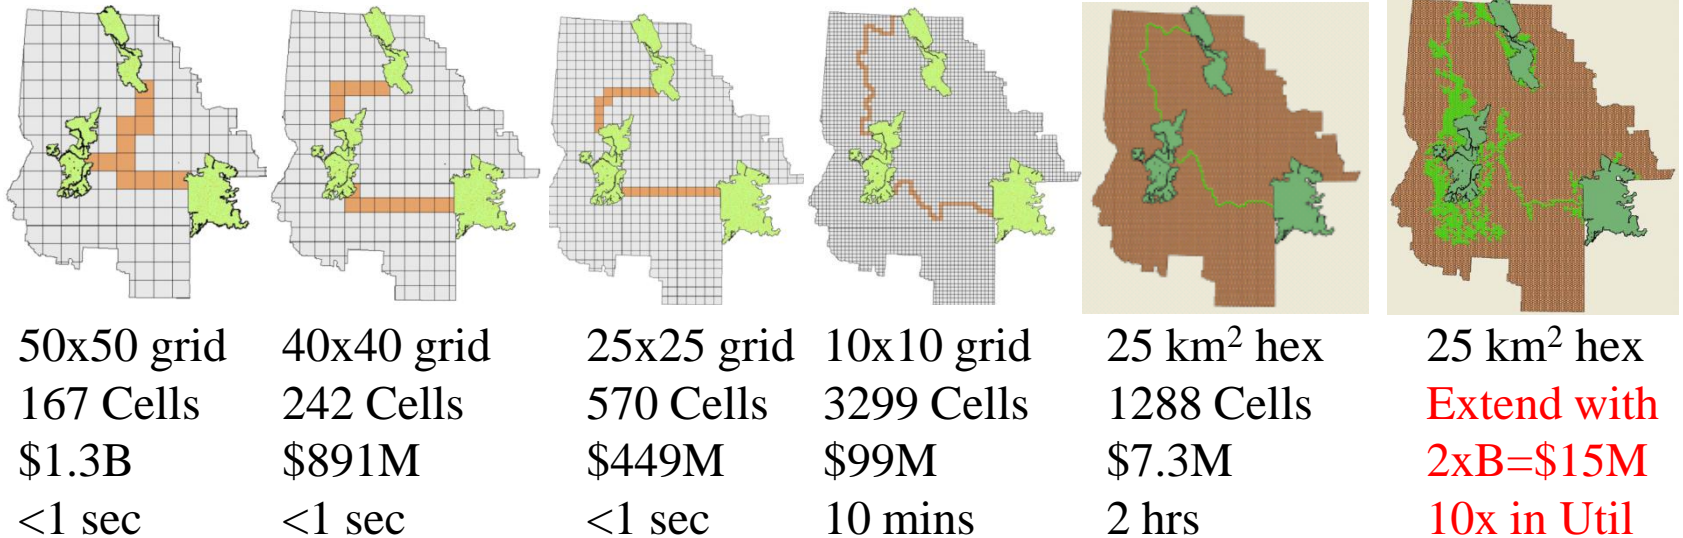 50x50 grid
167 Cells
$1.3B
<1 sec
40x40 grid
242 Cells
$891M
<1 sec
25x25 grid
570 Cells
$449M
<1 sec
10x10 grid
3299 Cells
$99M
10 mins
25 km² hex
1288 Cells
$7.3M
2 hrs
25 km² hex
Extend with
2xB=$15M
10x in Util